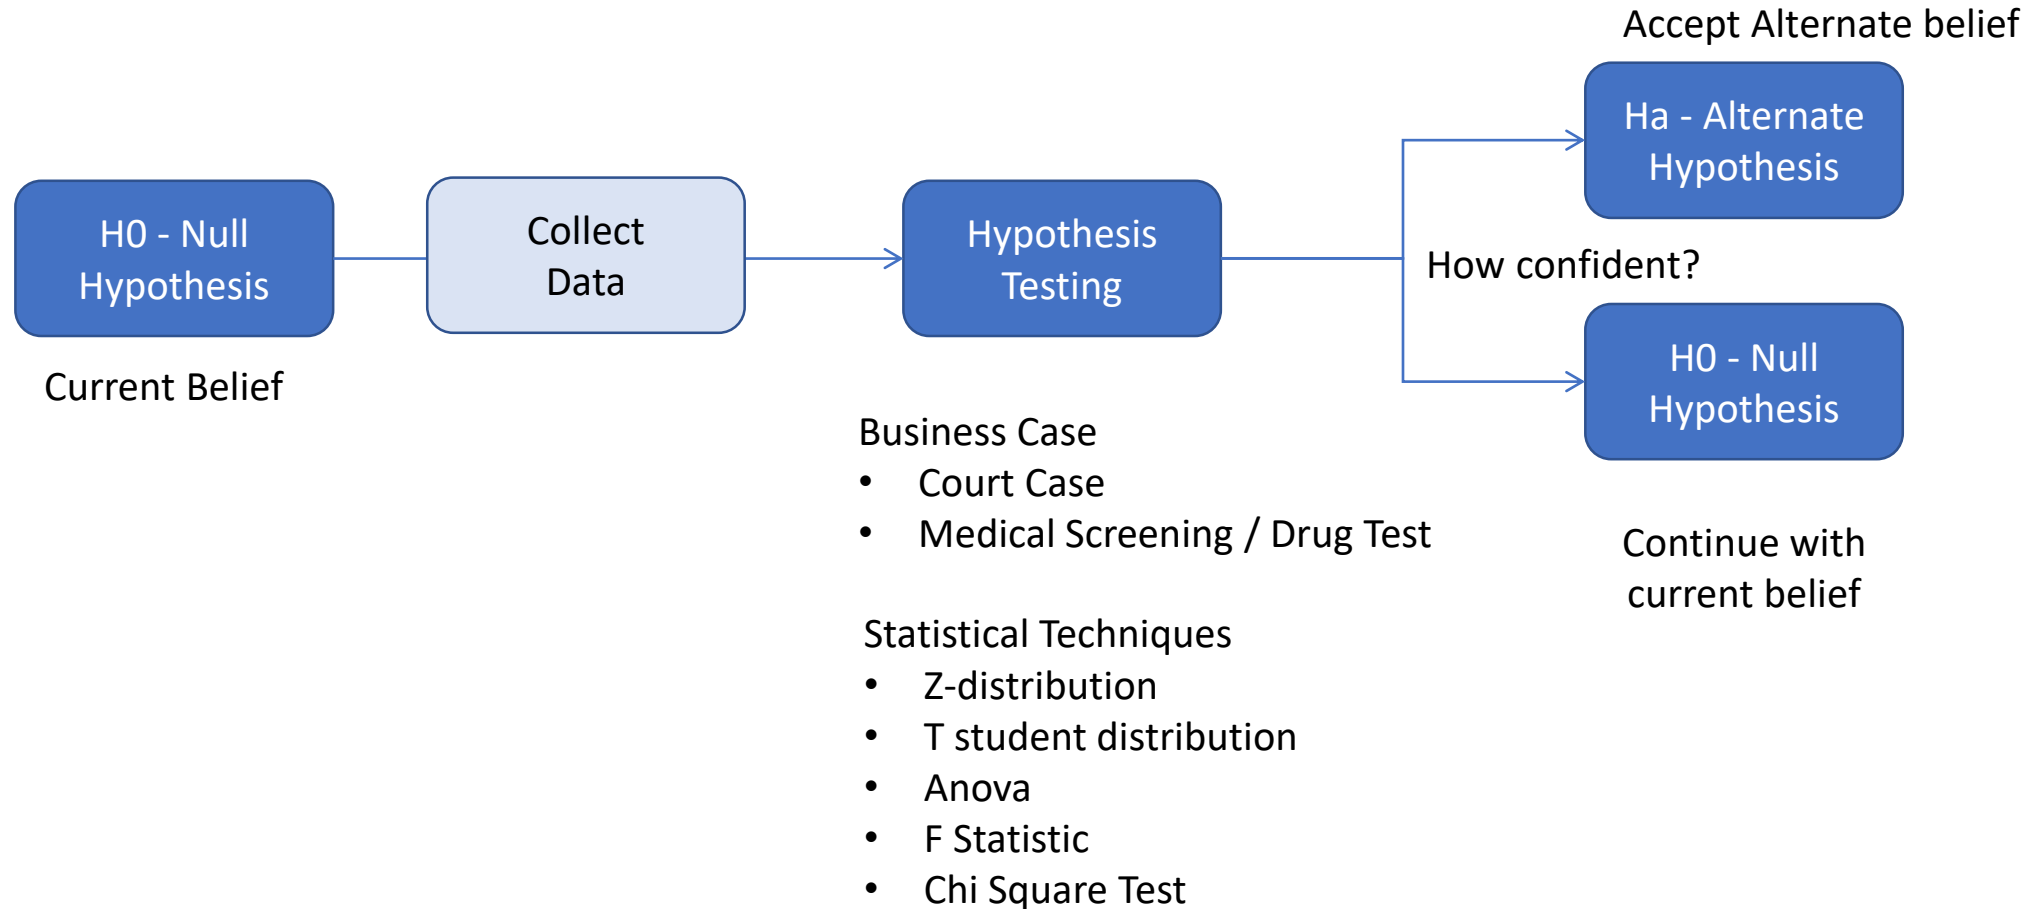 Accept Alternate belief
Ha - Alternate
Hypothesis
H0 - Null
Hypothesis
Collect
Data
Hypothesis
Testing
How confident?
H0 - Null
Hypothesis
Current Belief
Business Case
• Court Case
• Medical Screening / Drug Test
Continue with
current belief
Statistical Techniques
• Z-distribution
• T student distribution
• Anova
• F Statistic
• Chi Square Test